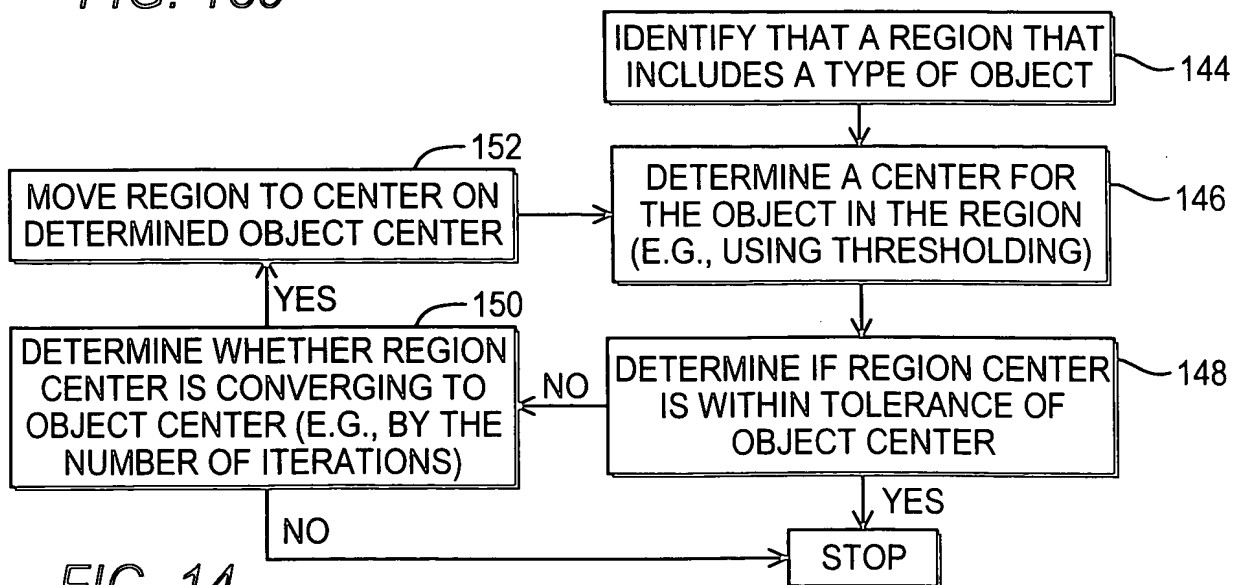 IDENTIFY THAT A REGION THAT
INCLUDES A TYPE OF OBJECT
144
152
MOVE REGION TO CENTER ON
DETERMINED OBJECT CENTER
DETERMINE A CENTER FOR
THE OBJECT IN THE REGION
(E.G., USING THRESHOLDING)
146
YES
150
DETERMINE WHETHER REGION
CENTER IS CONVERGING TO
OBJECT CENTER (E.G., BY THE
NUMBER OF ITERATIONS)
NO
DETERMINE IF REGION CENTER
IS WITHIN TOLERANCE OF
OBJECT CENTER
148
YES
NO
STOP